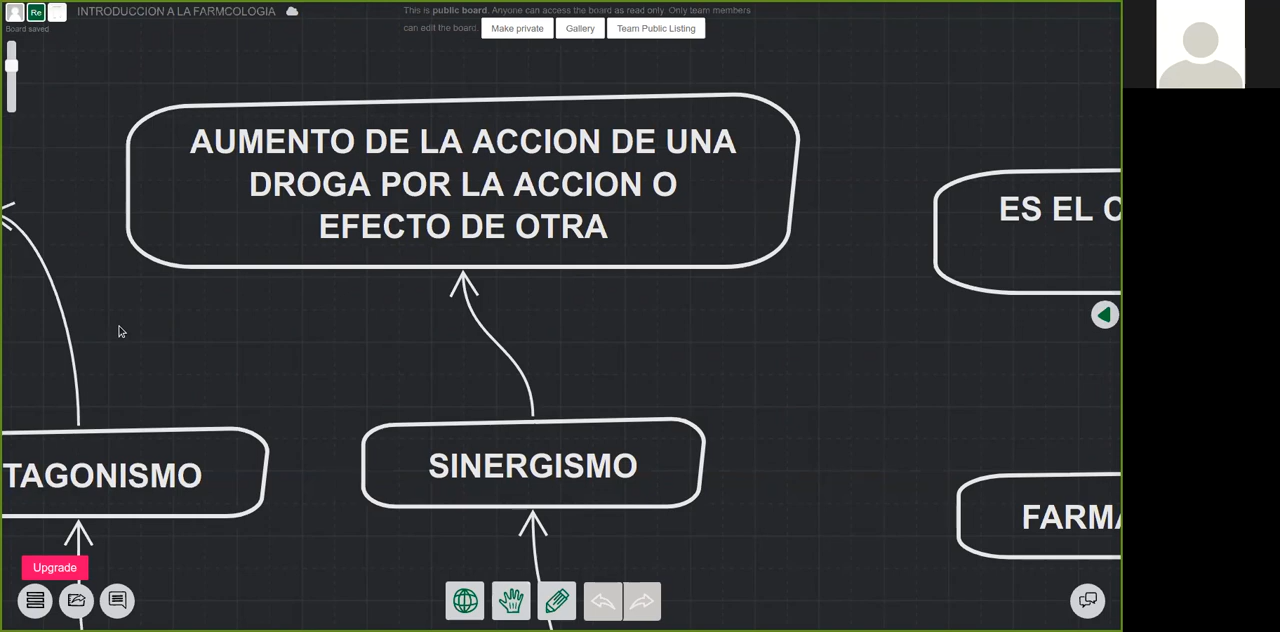 Re
INTRODUCCION A LA FARMCOLOGIA
Board saved
This is public board. Anyone can access the board as read only. Only team members
can edit the board.
Make private
Gallery
Team Public Listing
AUMENTO DE LA ACCION DE UNA
DROGA POR LA ACCION O
EFECTO DE OTRA
ES EL C
TAGONISMO
SINERGISMO
FARMA
Upgrade